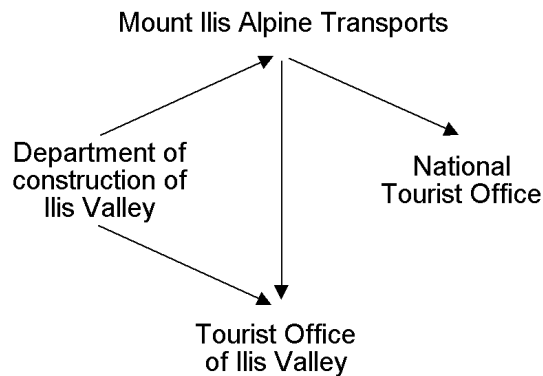 Mount Ilis Alpine Transports
Department of
construction of
Ilis Valley
National
Tourist Office
Tourist Office
of Ilis Valley